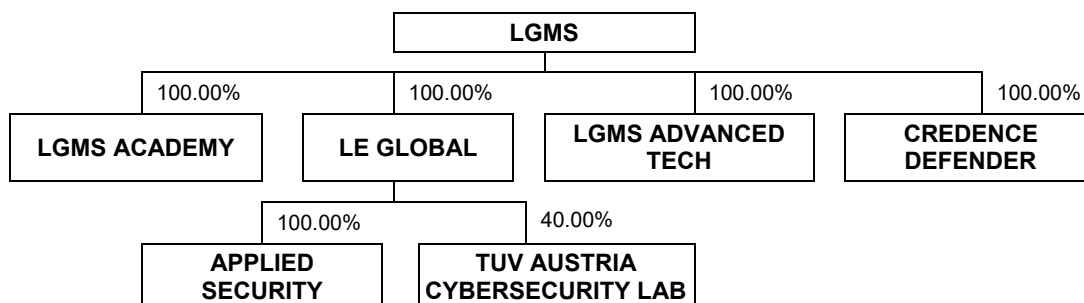 LGMS
100.00%
100.00%
100.00%
100.00%
LGMS ACADEMY
LE GLOBAL
LGMS ADVANCED
TECH
CREDENCE
DEFENDER
100.00%
40.00%
APPLIED
SECURITY
TUV AUSTRIA
CYBERSECURITY LAB